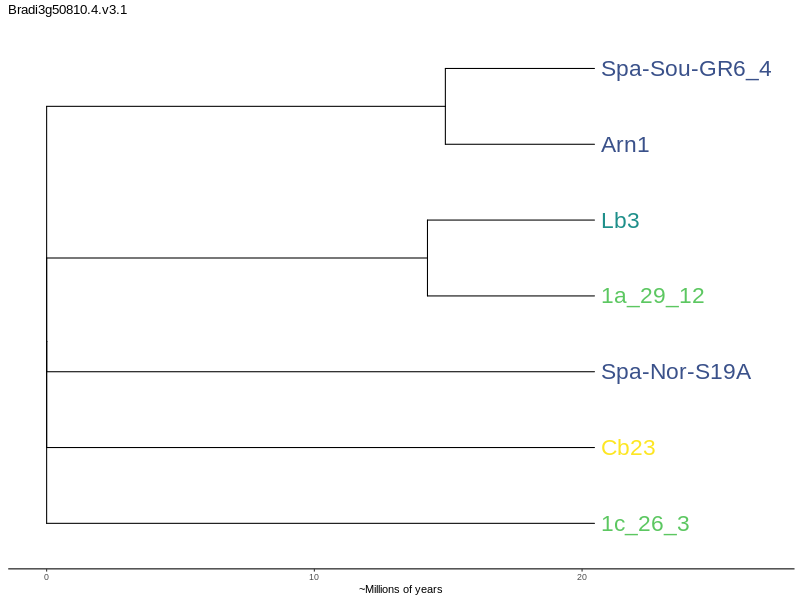 Bradi3g50810.4.v3.1
Spa-Sou-GR6_4
Arn1
Lb3
1a_29_12
Spa-Nor-S19A
Cb23
1c_26_3
0 10 20
~Millions of years